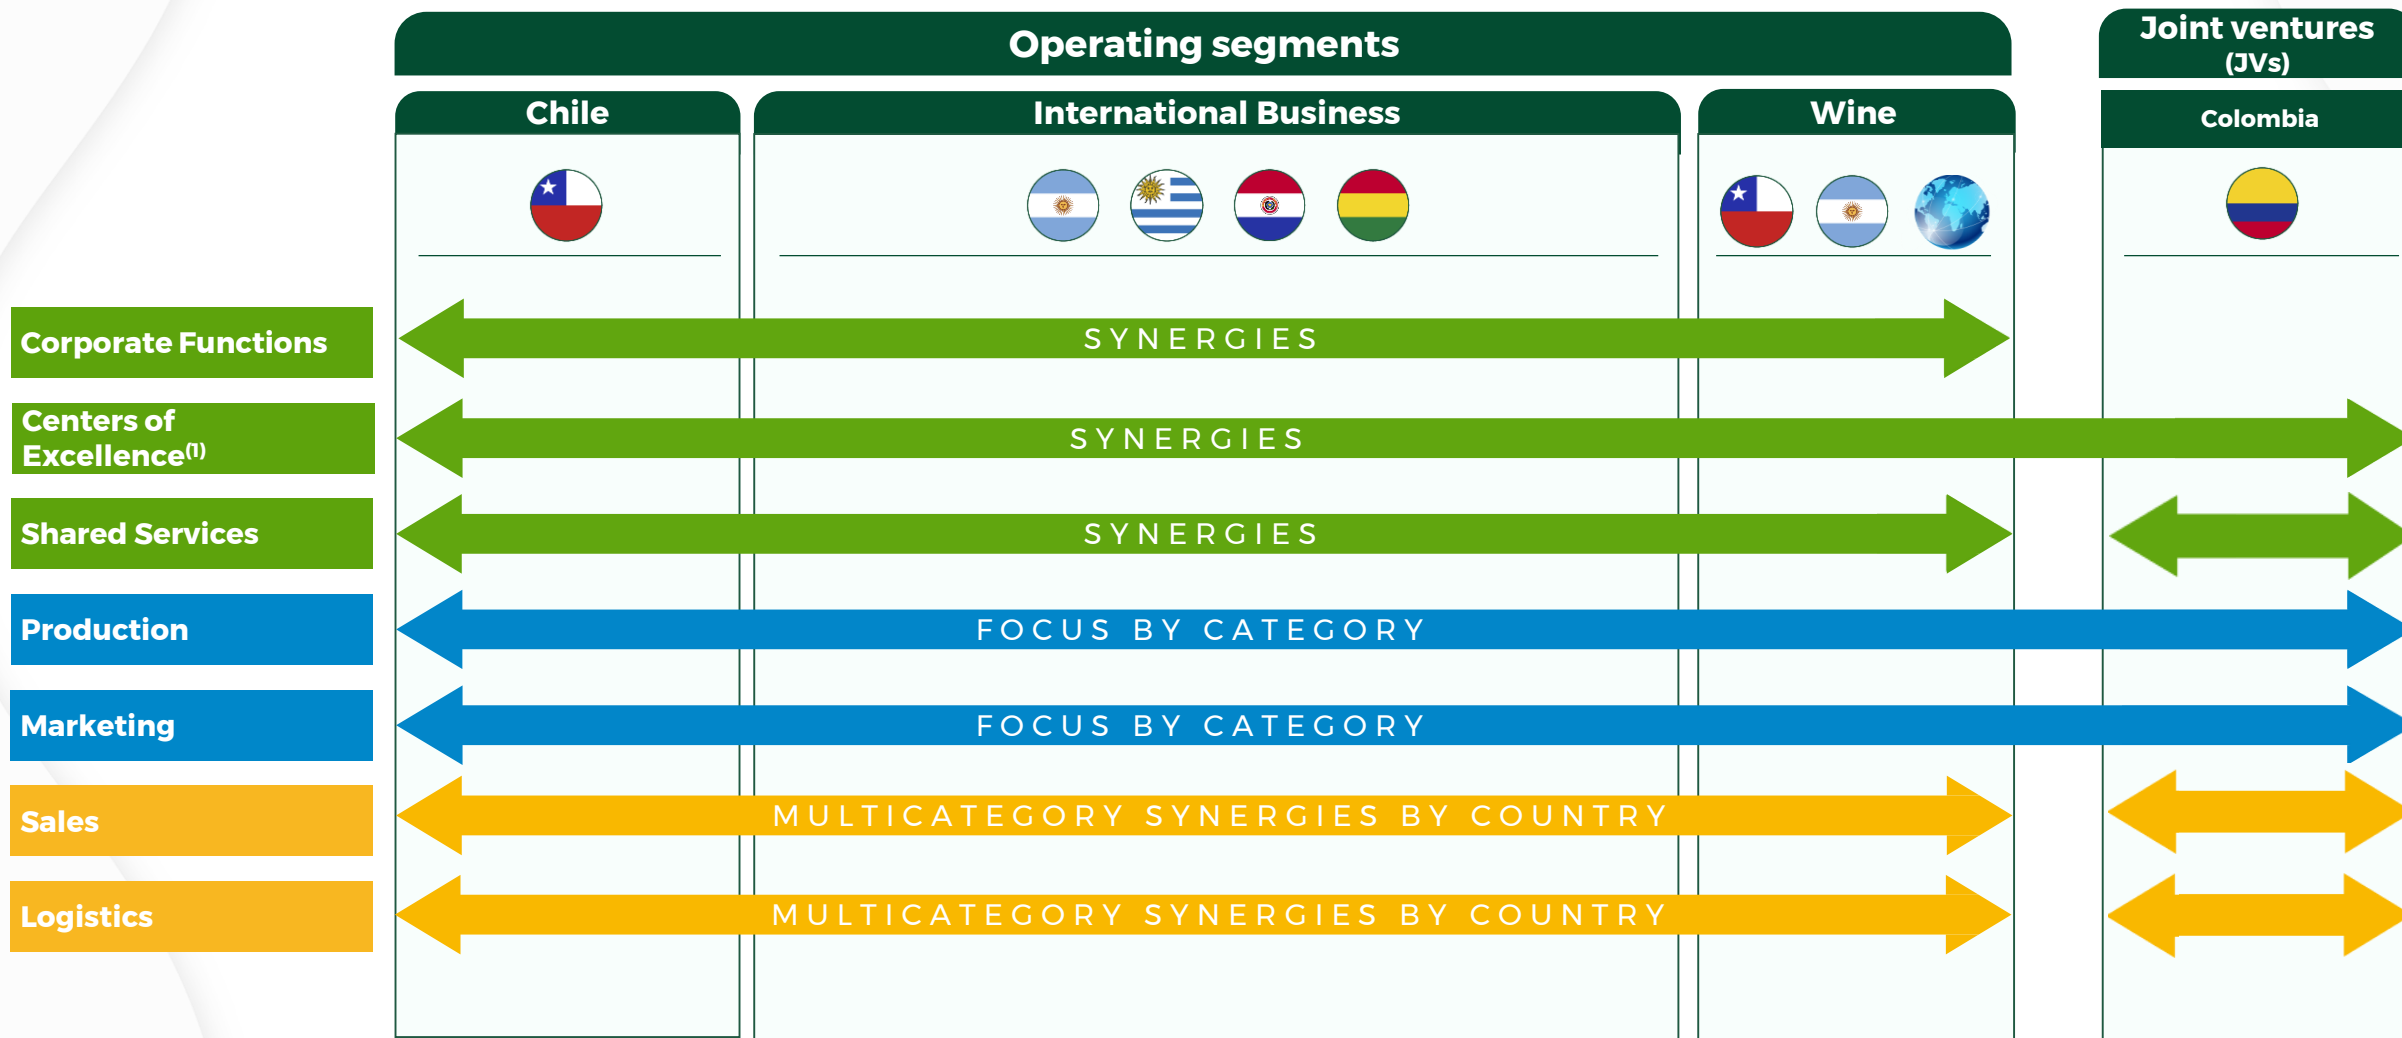 Operating segments
Joint ventures
(JVs)
Chile
International Business
Wine
Colombia
Corporate Functions
SYNERGIES
Centers of
Excellence(1)
SYNERGIES
Shared Services
SYNERGIES
Production
FOCUS BY CATEGORY
Marketing
FOCUS BY CATEGORY
Sales
MULTICATEGORY SYNERGIES BY COUNTRY
Logistics
MULTICATEGORY SYNERGIES BY COUNTRY